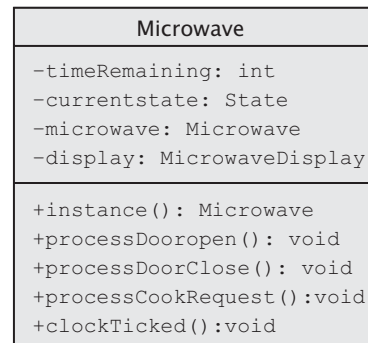 Microwave
-timeRemaining: int
-currentstate: State
-microwave: Microwave
-display: MicrowaveDisplay
+instance(): Microwave
+processDooropen(): void
+processDoorClose(): void
+processCookRequest():void
+clockTicked():void